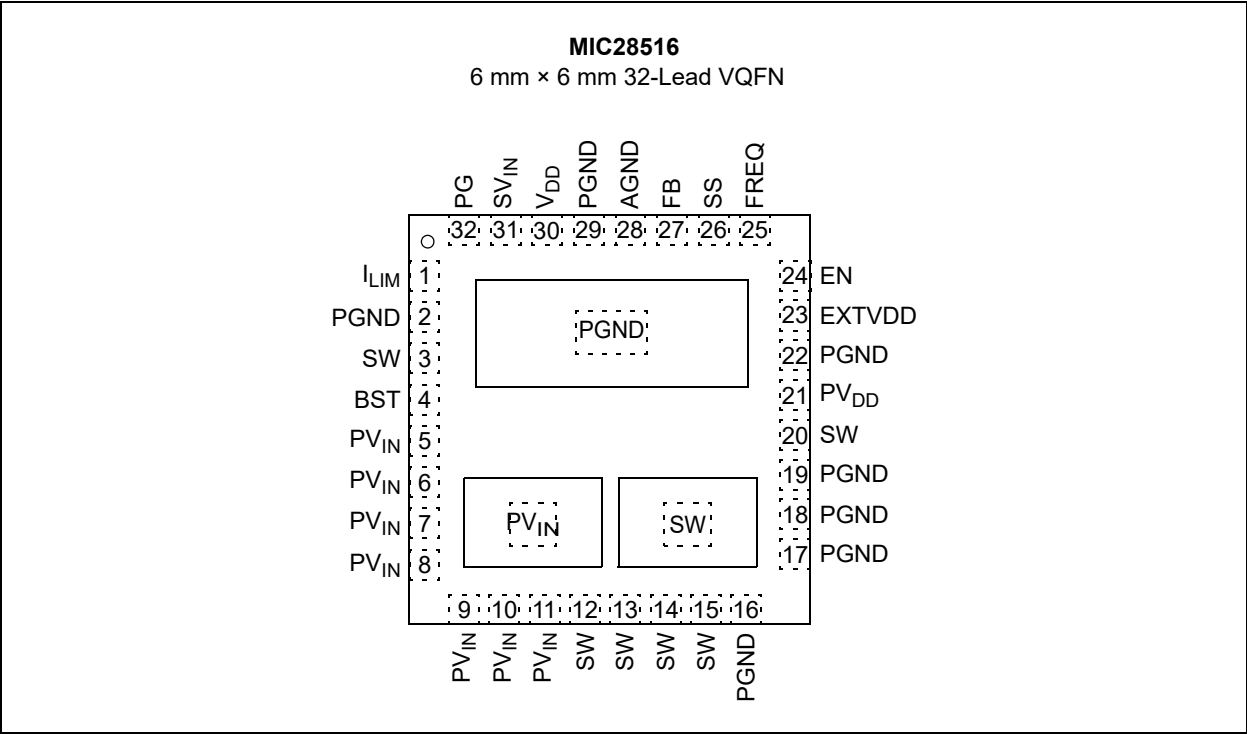 MIC28516
6 mm × 6 mm 32-Lead VQFN
PG
SVIN
VDD
PGND
AGND
FB
SS
FREQ
32 31 30 29 28 27 26 25
ILIM 1
PGND 2
SW 3
BST 4
PVIN 5
PVIN 6
PVIN 7
PVIN 8
PGND
PVIN
SW
24 EN
23 EXTVDD
22 PGND
21 PVDD
20 SW
19 PGND
18 PGND
17 PGND
9 10 11 12 13 14 15 16
PVIN
PVIN
PVIN
SW
SW
SW
SW
PGND